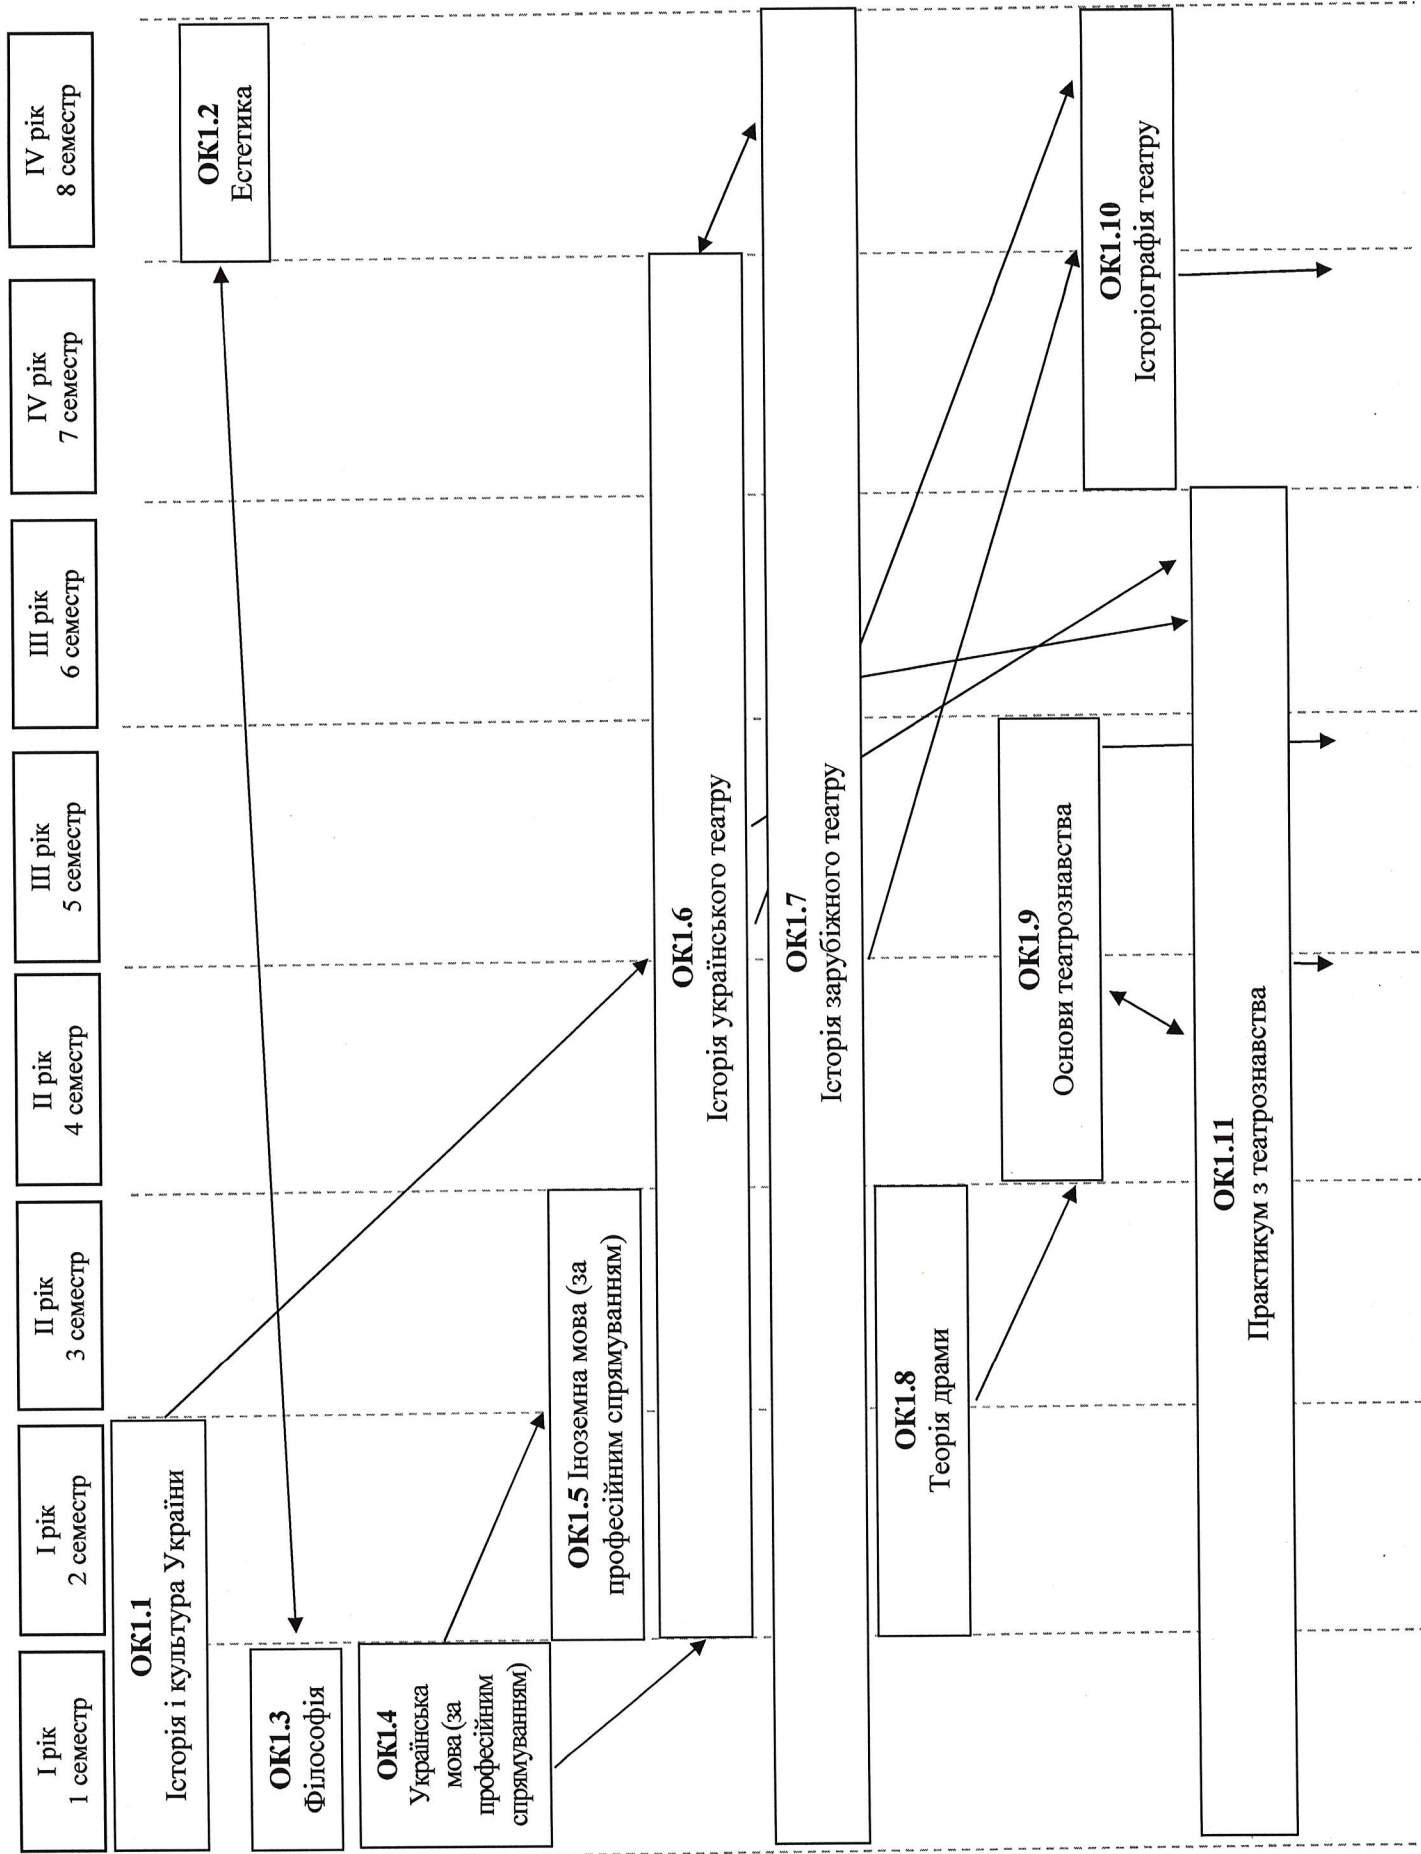 І рік
1 семестр
І рік
2 семестр
ІІ рік
3 семестр
ІІ рік
4 семестр
ІІІ рік
5 семестр
ІІІ рік
6 семестр
IV рік
7 семестр
IV рік
8 семестр
ОК1.1
Історія і культура України
ОК1.2
Естетика
ОК1.3
Філософія
ОК1.4
Українська
мова (за
професійним
спрямуванням)
ОК1.5 Іноземна мова (за
професійним спрямуванням)
ОК1.6
Історія українського театру
ОК1.7
Історія зарубіжного театру
ОК1.8
Теорія драми
ОК1.9
Основи театрознавства
ОК1.10
Історіографія театру
ОК1.11
Практикум з театрознавства